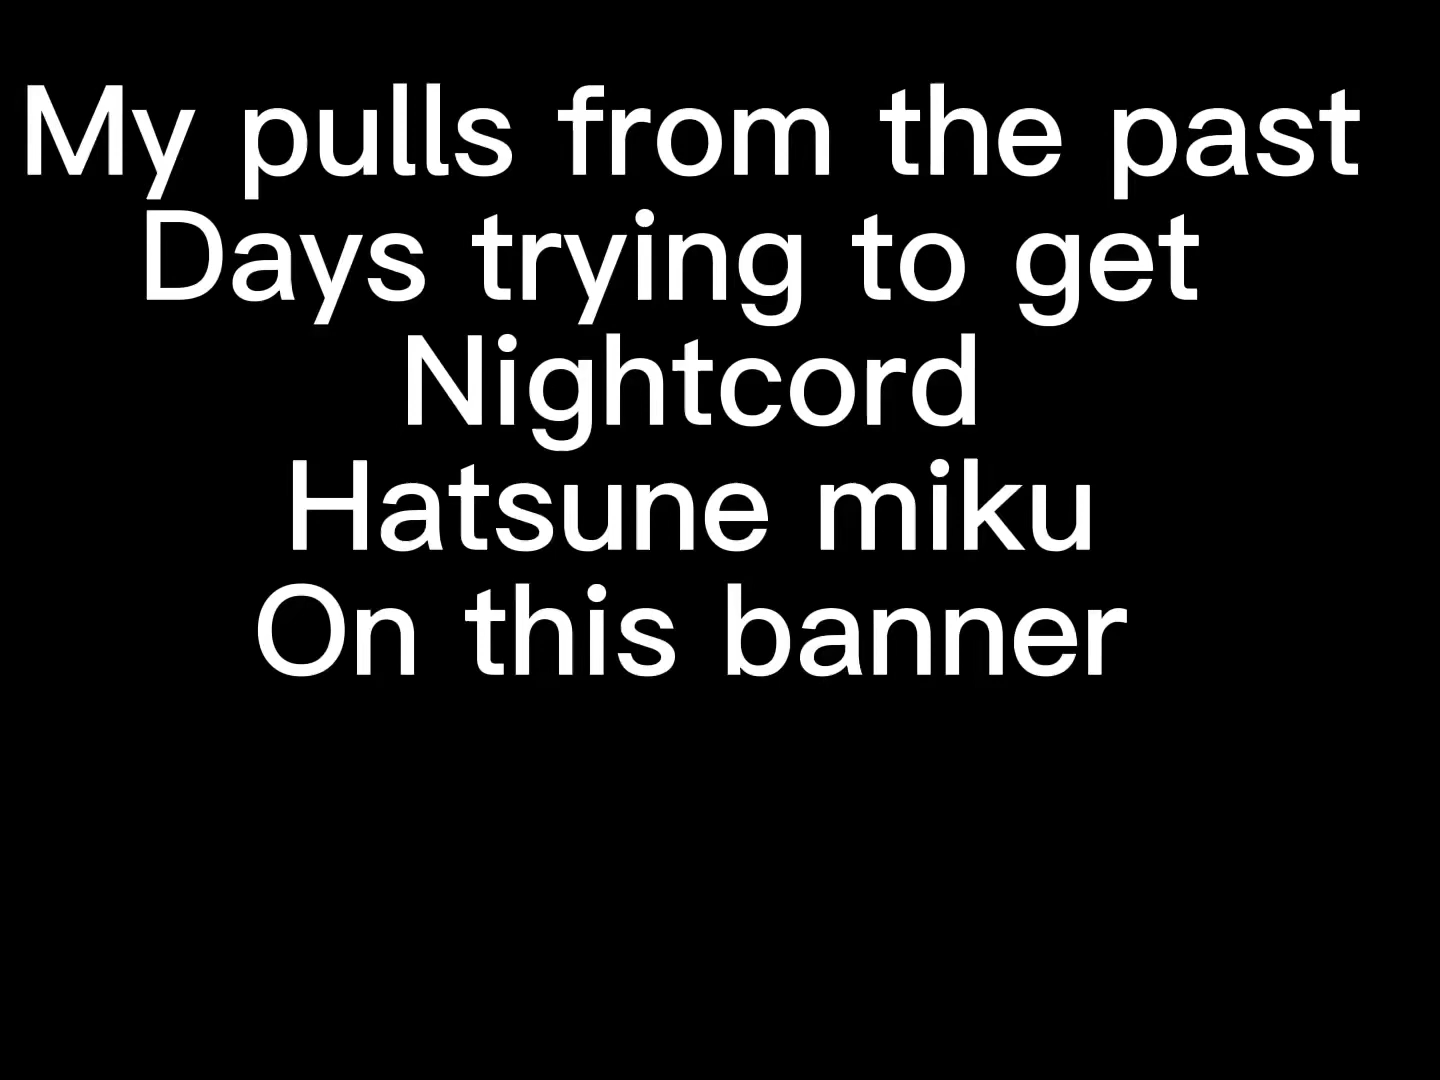 My pulls from the past
Days trying to get
Nightcord
Hatsune miku
On this banner